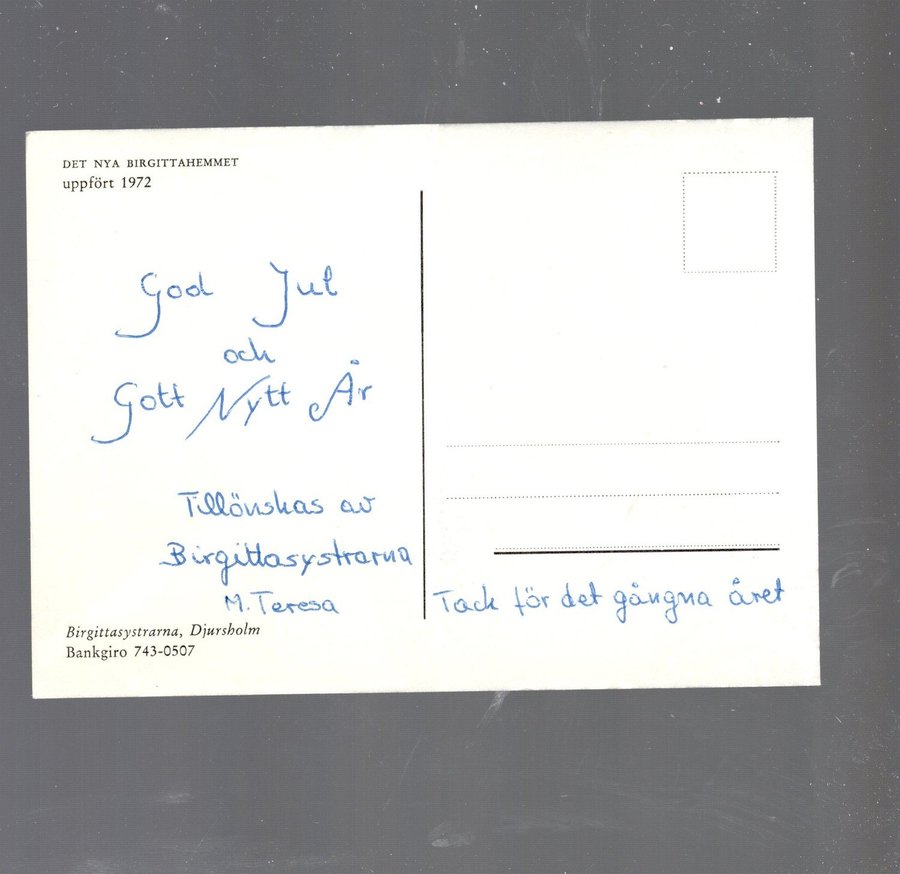 DET NYA BIRGITTAHEMMET
uppfört 1972
God Jul
och
Gott Nytt År
Tillönskas av
Birgittasystrarna
M. Teresa
Birgittasystrarna, Djursholm
Bankgiro 743-0507
Tack för det gångna året